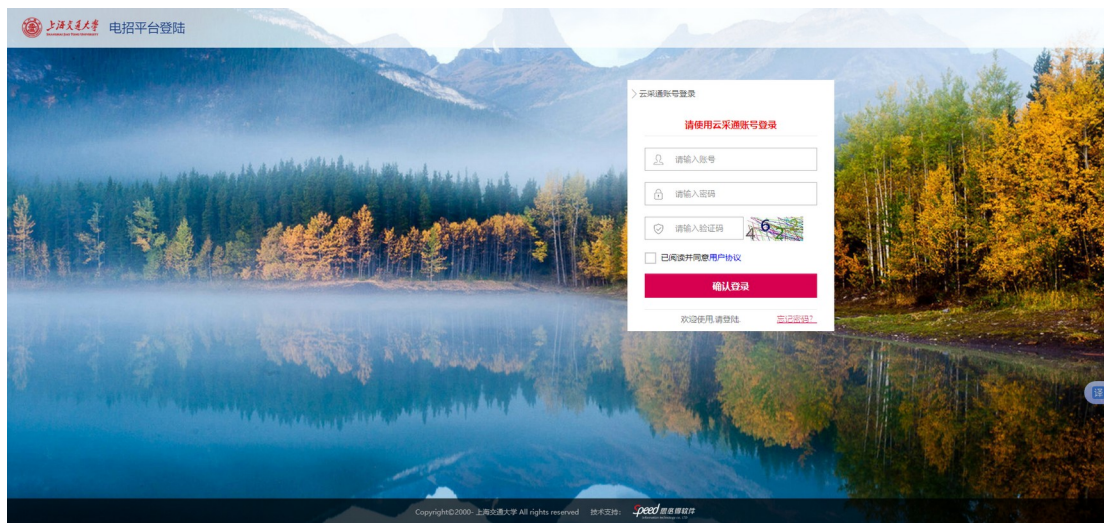 上海交通大学
电招平台登陆
云采通账号登录
请使用云采通账号登录
请输入账号
请输入密码
请输入验证码
已阅读并同意用户协议
确认登录
欢迎使用,请登陆.
忘记密码?
译
Copyright©2000- 上海交通大学 All rights reserved 技术支持: Speed